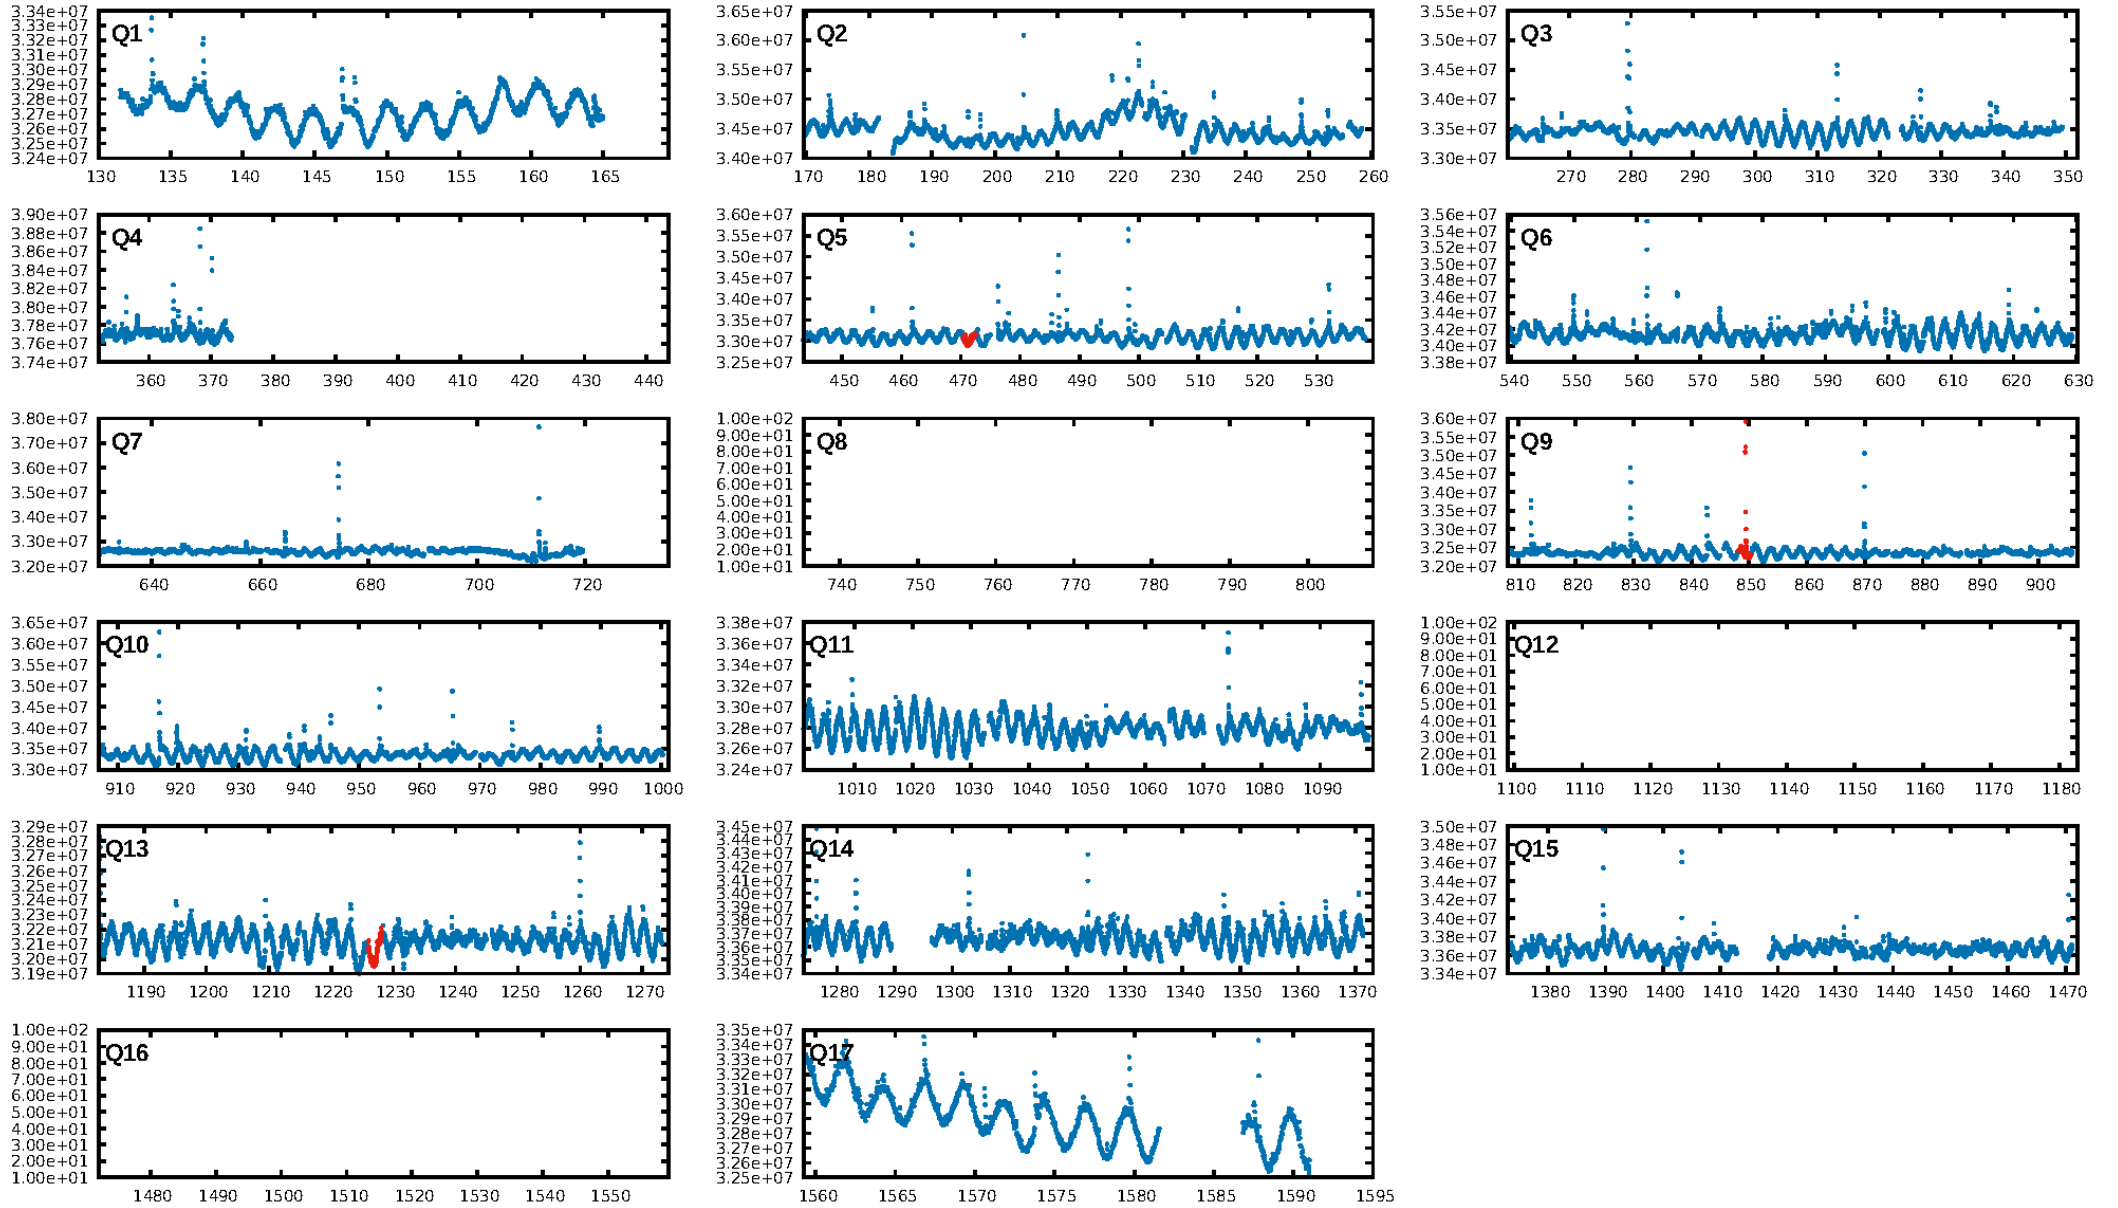 Q1
3.34e+07
3.33e+07
3.32e+07
3.31e+07
3.30e+07
3.29e+07
3.28e+07
3.27e+07
3.26e+07
3.25e+07
3.24e+07
130 135 140 145 150 155 160 165
Q2
3.65e+07
3.60e+07
3.55e+07
3.50e+07
3.45e+07
3.40e+07
170 180 190 200 210 220 230 240 250 260
Q3
3.55e+07
3.50e+07
3.45e+07
3.40e+07
3.35e+07
3.30e+07
270 280 290 300 310 320 330 340 350
Q4
3.90e+07
3.88e+07
3.86e+07
3.84e+07
3.82e+07
3.80e+07
3.78e+07
3.76e+07
3.74e+07
360 370 380 390 400 410 420 430 440
Q5
3.60e+07
3.55e+07
3.50e+07
3.45e+07
3.40e+07
3.35e+07
3.30e+07
3.25e+07
450 460 470 480 490 500 510 520 530
Q6
3.56e+07
3.54e+07
3.52e+07
3.50e+07
3.48e+07
3.46e+07
3.44e+07
3.42e+07
3.40e+07
3.38e+07
540 550 560 570 580 590 600 610 620 630
Q7
3.80e+07
3.70e+07
3.60e+07
3.50e+07
3.40e+07
3.30e+07
3.20e+07
640 660 680 700 720
Q8
1.00e+02
9.00e+01
8.00e+01
7.00e+01
6.00e+01
5.00e+01
4.00e+01
3.00e+01
2.00e+01
1.00e+01
740 750 760 770 780 790 800
Q9
3.60e+07
3.55e+07
3.50e+07
3.45e+07
3.40e+07
3.35e+07
3.30e+07
3.25e+07
3.20e+07
810 820 830 840 850 860 870 880 890 900
Q10
3.65e+07
3.60e+07
3.55e+07
3.50e+07
3.45e+07
3.40e+07
3.35e+07
3.30e+07
910 920 930 940 950 960 970 980 990 1000
Q11
3.38e+07
3.36e+07
3.34e+07
3.32e+07
3.30e+07
3.28e+07
3.26e+07
3.24e+07
1010 1020 1030 1040 1050 1060 1070 1080 1090
Q12
1.00e+02
9.00e+01
8.00e+01
7.00e+01
6.00e+01
5.00e+01
4.00e+01
3.00e+01
2.00e+01
1.00e+01
1100 1110 1120 1130 1140 1150 1160 1170 1180
Q13
3.29e+07
3.28e+07
3.27e+07
3.26e+07
3.25e+07
3.24e+07
3.23e+07
3.22e+07
3.21e+07
3.20e+07
3.19e+07
1190 1200 1210 1220 1230 1240 1250 1260 1270
Q14
3.45e+07
3.44e+07
3.43e+07
3.42e+07
3.41e+07
3.40e+07
3.39e+07
3.38e+07
3.37e+07
3.36e+07
3.35e+07
3.34e+07
1280 1290 1300 1310 1320 1330 1340 1350 1360 1370
Q15
3.50e+07
3.48e+07
3.46e+07
3.44e+07
3.42e+07
3.40e+07
3.38e+07
3.36e+07
3.34e+07
1380 1390 1400 1410 1420 1430 1440 1450 1460 1470
Q16
1.00e+02
9.00e+01
8.00e+01
7.00e+01
6.00e+01
5.00e+01
4.00e+01
3.00e+01
2.00e+01
1.00e+01
1480 1490 1500 1510 1520 1530 1540 1550
Q17
3.35e+07
3.34e+07
3.33e+07
3.32e+07
3.31e+07
3.30e+07
3.29e+07
3.28e+07
3.27e+07
3.26e+07
3.25e+07
1560 1565 1570 1575 1580 1585 1590 1595